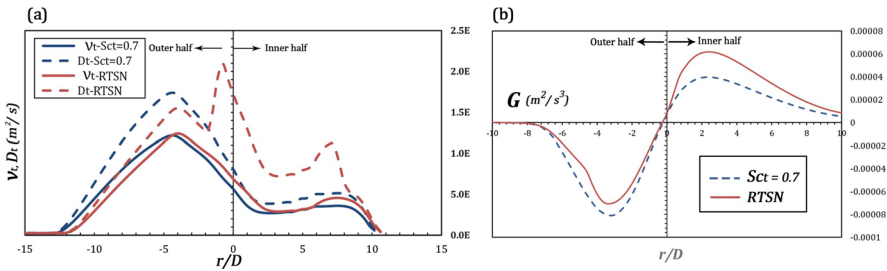 (a)
νt-Sct=0.7
Dt-Sct=0.7
νt-RTSN
Dt-RTSN
Outer half
Inner half
2.5E
2.0E
1.5E
1.0E
5.0E
0.0E
νt, Dt (m²/s)
-15
-10
-5
0
5
10
15
r/D
(b)
Outer half
Inner half
G (m²/s³)
0.00008
0.00006
0.00004
0.00002
0
-0.00002
-0.00004
-0.00006
-0.00008
-0.0001
-10
-8
-6
-4
-2
0
2
4
6
8
10
Sct = 0.7
RTSN
r/D